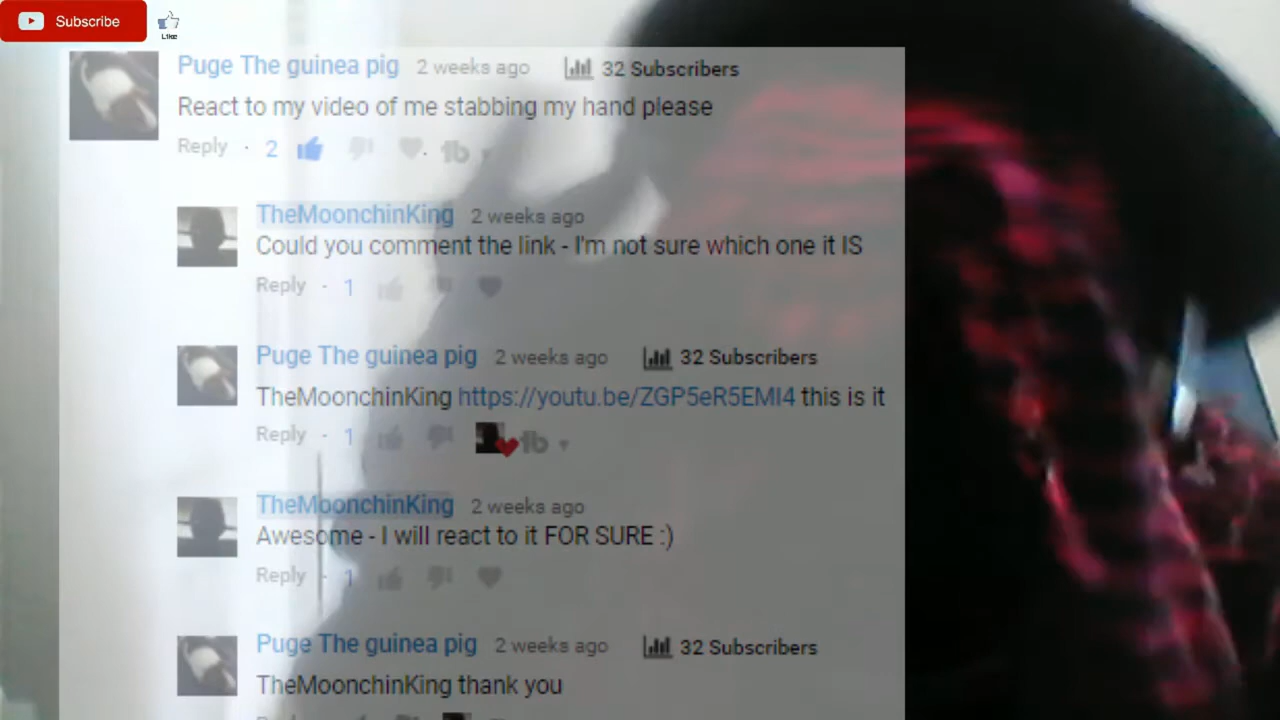 Subscribe
Like
Puge The guinea pig 2 weeks ago 32 Subscribers
React to my video of me stabbing my hand please
Reply · 2
TheMoonchinKing 2 weeks ago
Could you comment the link - I'm not sure which one it IS
Reply · 1
Puge The guinea pig 2 weeks ago 32 Subscribers
TheMoonchinKing https://youtu.be/ZGP5eR5EMI4 this is it
Reply · 1
TheMoonchinKing 2 weeks ago
Awesome - I will react to it FOR SURE :)
Reply · 1
Puge The guinea pig 2 weeks ago 32 Subscribers
TheMoonchinKing thank you